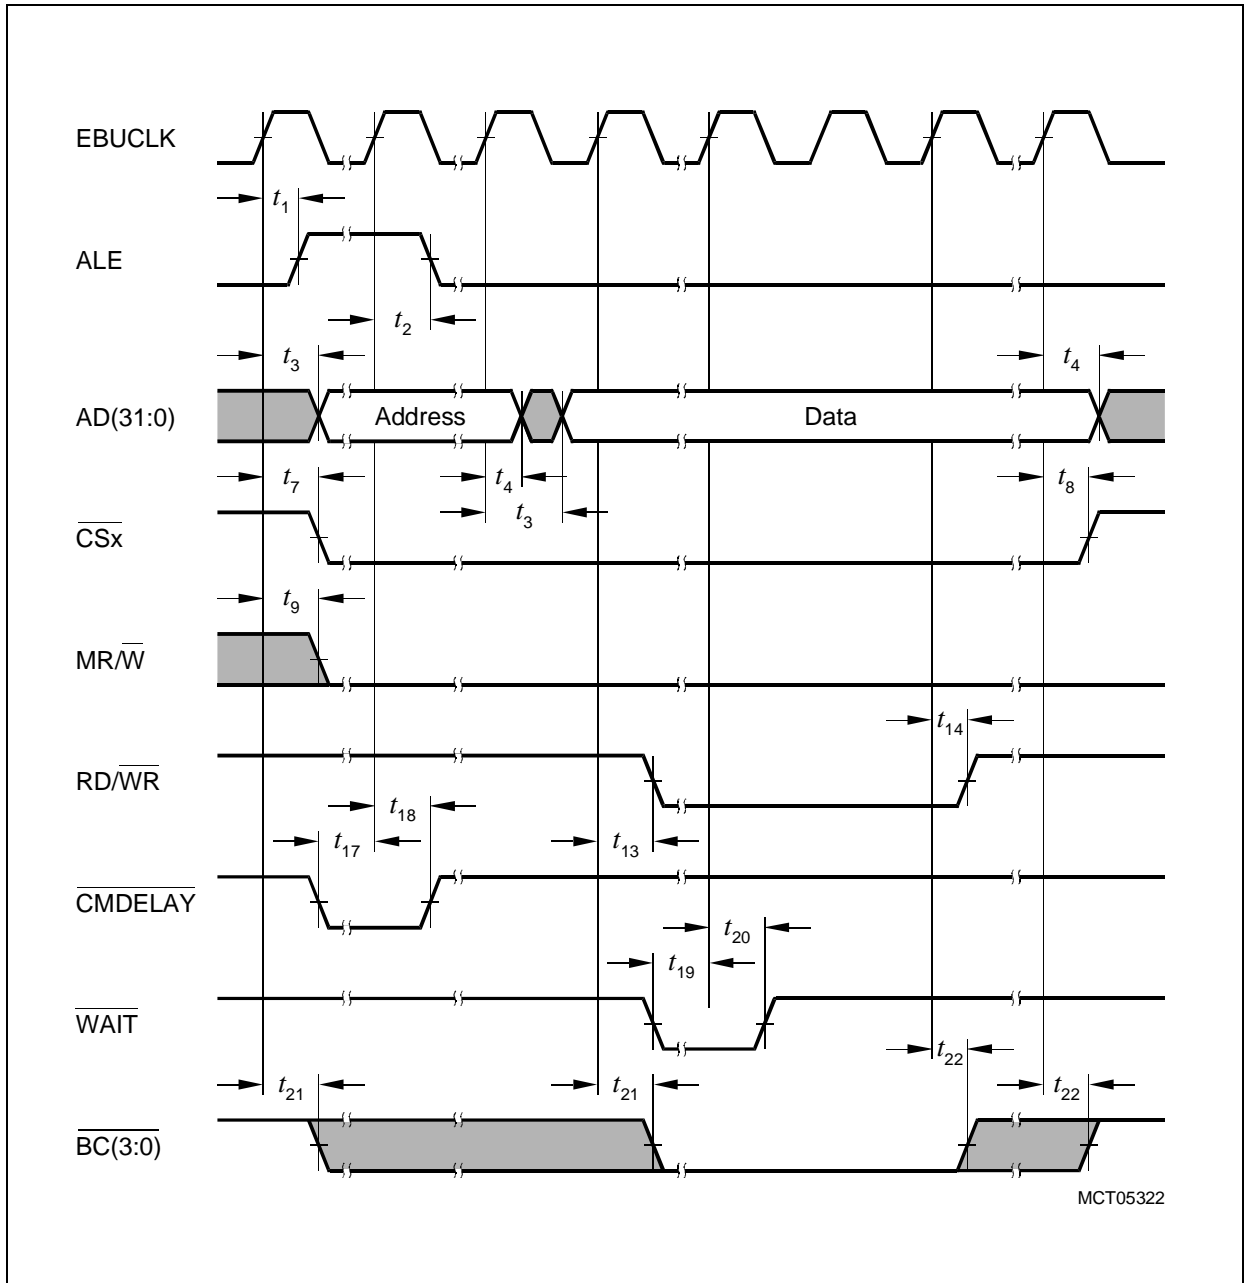 EBUCLK
t1
ALE
t2
t3
t4
AD(31:0)
Address
Data
t7
t4
t8
t3
CSx
t9
MR/W
t14
RD/WR
t18
t17
t13
CMDELAY
t20
t19
WAIT
t22
t21
t21
t22
BC(3:0)
MCT05322